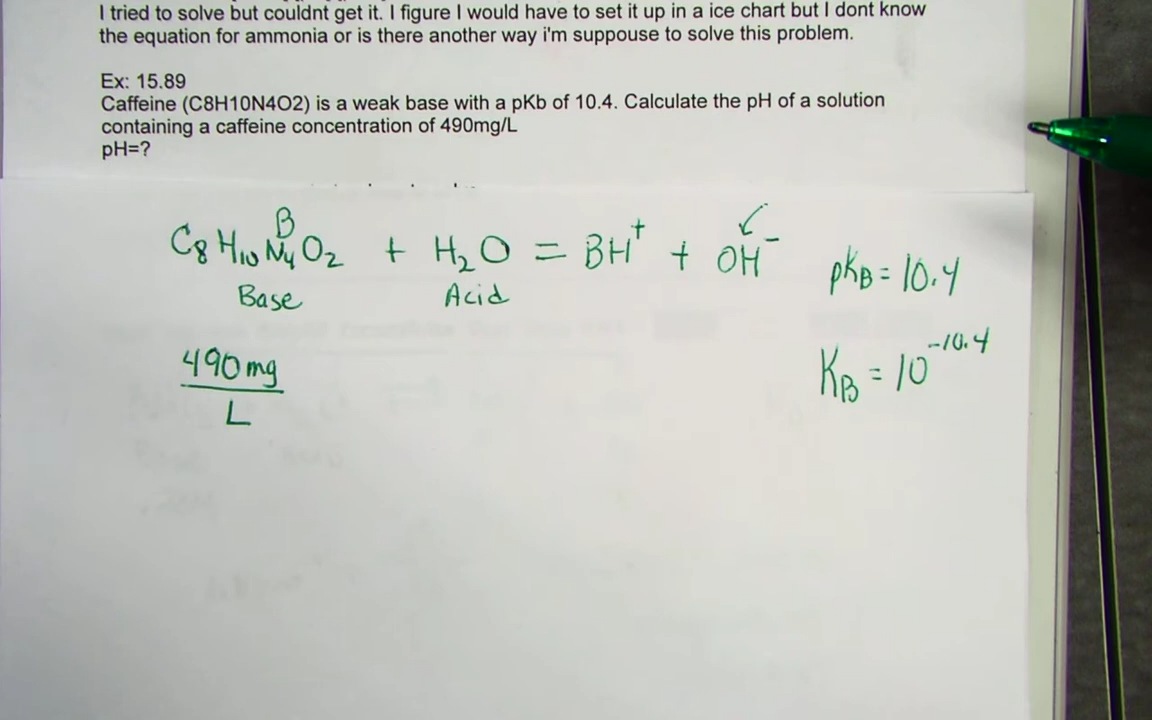 I tried to solve but couldnt get it. I figure I would have to set it up in a ice chart but I dont know
the equation for ammonia or is there another way i'm suppouse to solve this problem.
Ex: 15.89
Caffeine (C8H10N4O2) is a weak base with a pKb of 10.4. Calculate the pH of a solution
containing a caffeine concentration of 490mg/L
pH=?
B
C₈H₁₀N₄O₂ + H₂O = BH⁺ + OH⁻
Base Acid
pK_B = 10.4
490mg
L
K_B = 10^-10.4